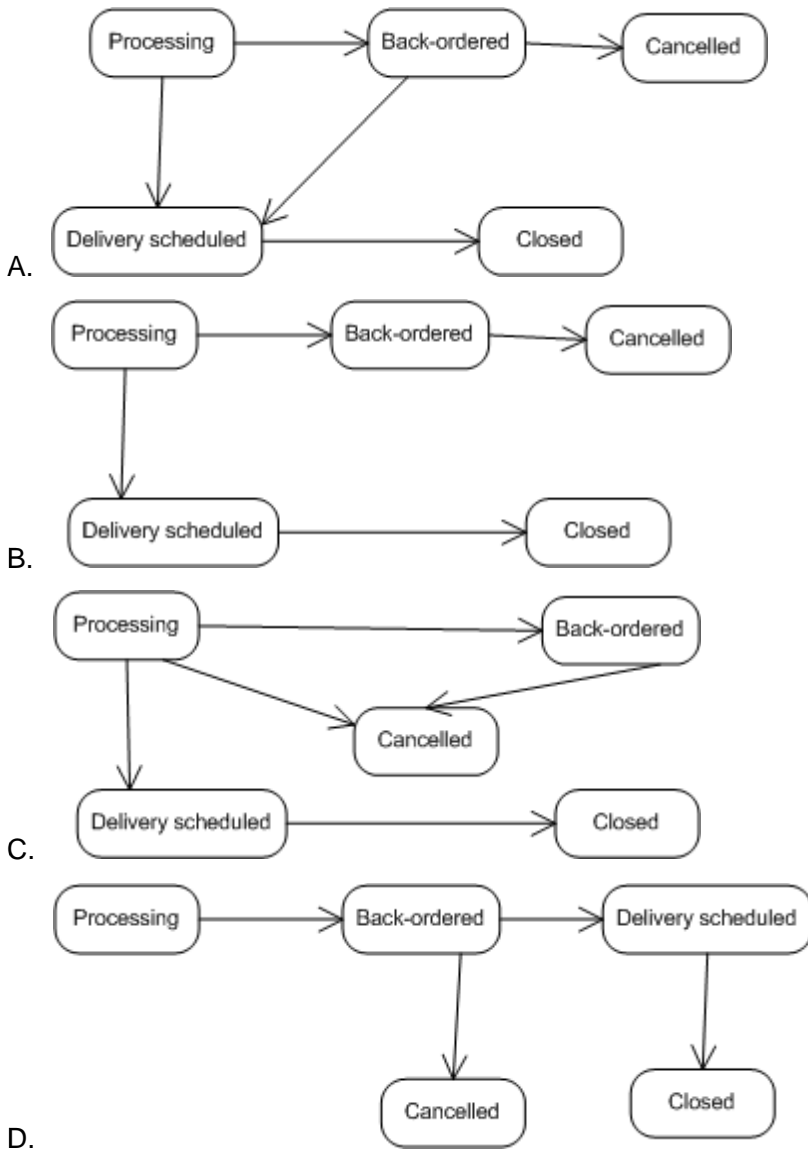 Processing Back-ordered Cancelled
A. Delivery scheduled Closed
Processing Back-ordered Cancelled
B. Delivery scheduled Closed
Processing Back-ordered
Cancelled
C. Delivery scheduled Closed
Processing Back-ordered Delivery scheduled
Cancelled Closed
D.